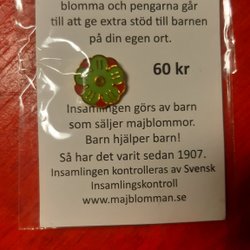 blomma och pengarna går
till att ge extra stöd till barnen
på din egen ort.
60 kr
Insamlingen görs av barn
som säljer majblommor.
Barn hjälper barn!
Så har det varit sedan 1907.
Insamlingen kontrolleras av Svensk
Insamlingskontroll
www.majblomman.se